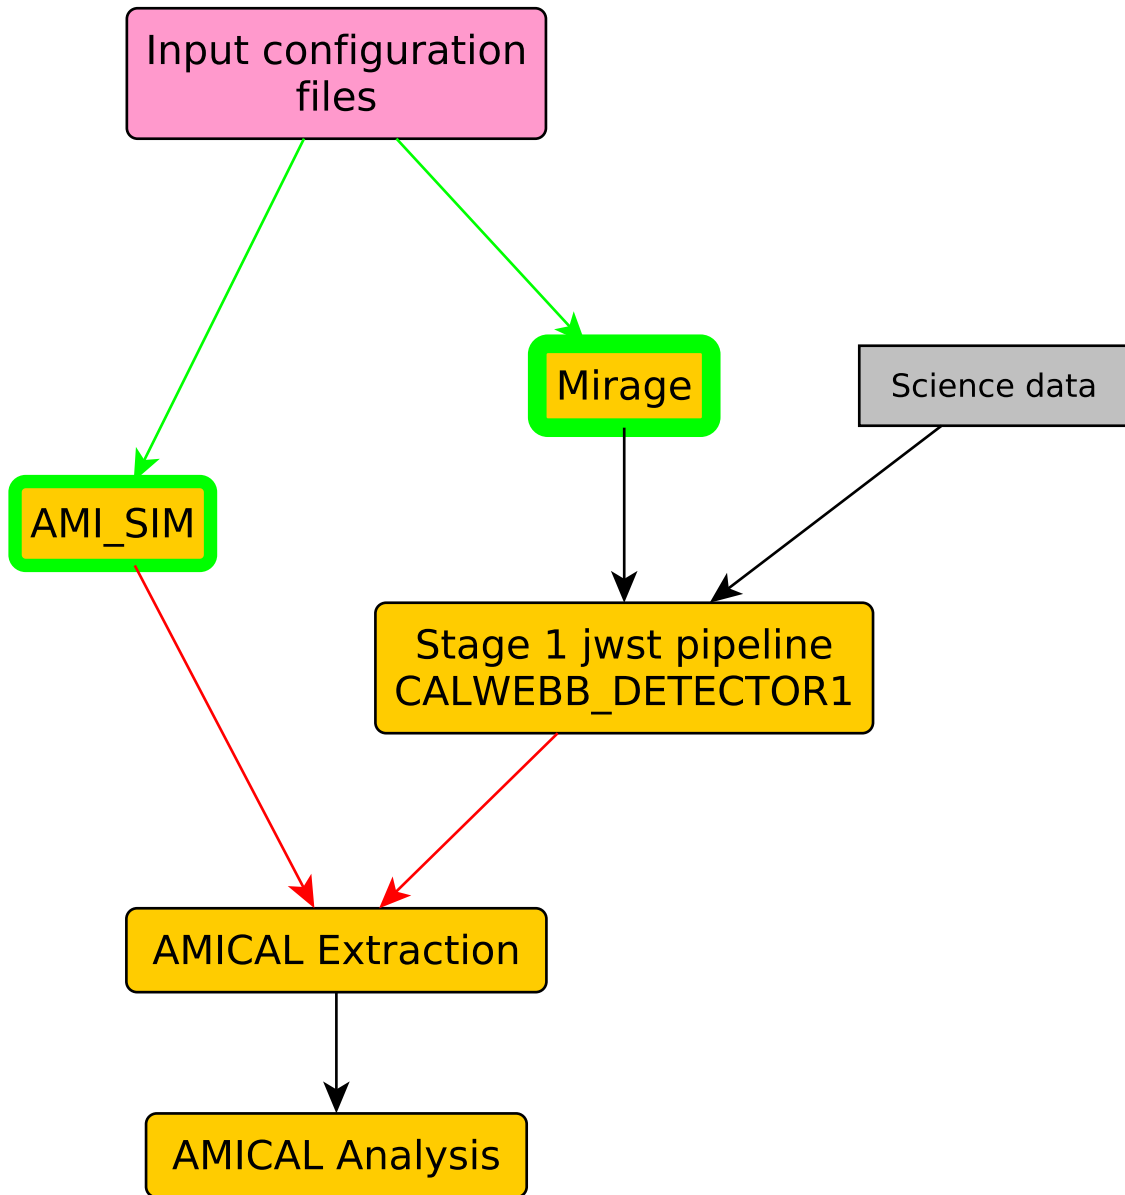 Input configuration
files
Mirage
Science data
AMI_SIM
Stage 1 jwst pipeline
CALWEBB_DETECTOR1
AMICAL Extraction
AMICAL Analysis